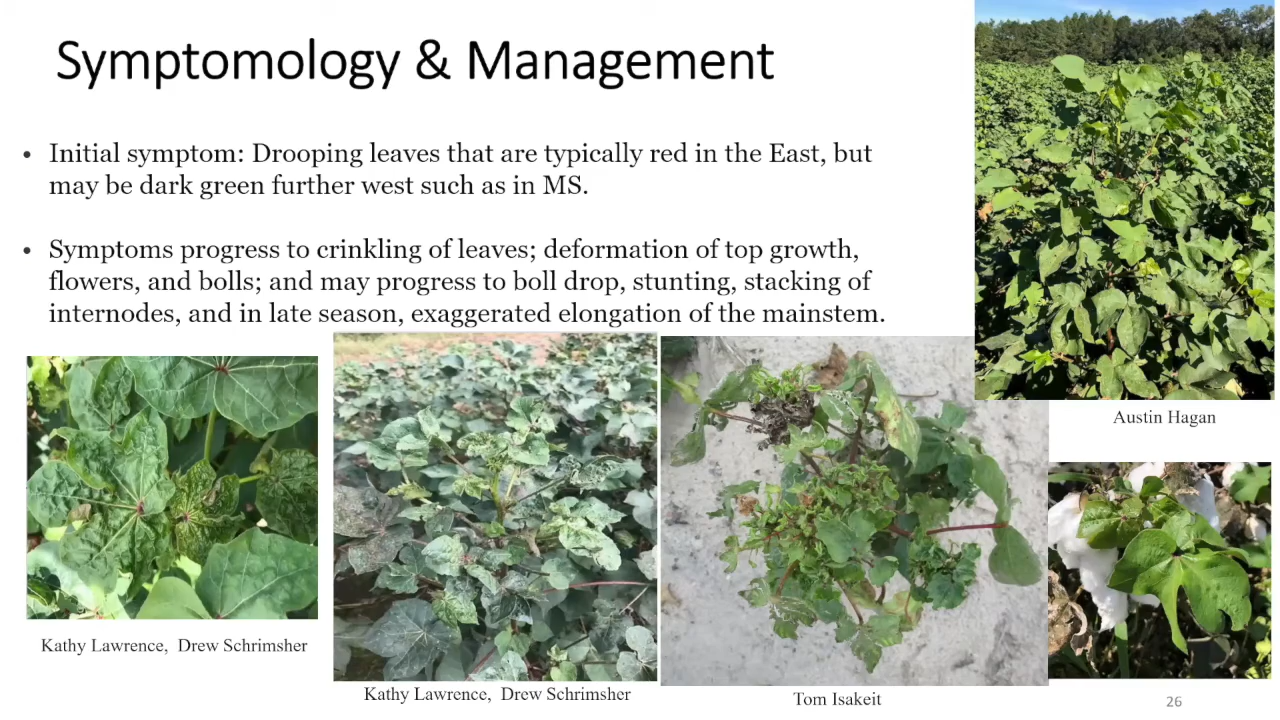 Symptomology & Management
• Initial symptom: Drooping leaves that are typically red in the East, but
may be dark green further west such as in MS.
• Symptoms progress to crinkling of leaves; deformation of top growth,
flowers, and bolls; and may progress to boll drop, stunting, stacking of
internodes, and in late season, exaggerated elongation of the mainstem.
Austin Hagan
Kathy Lawrence, Drew Schrimsher
Kathy Lawrence, Drew Schrimsher
Tom Isakeit
26